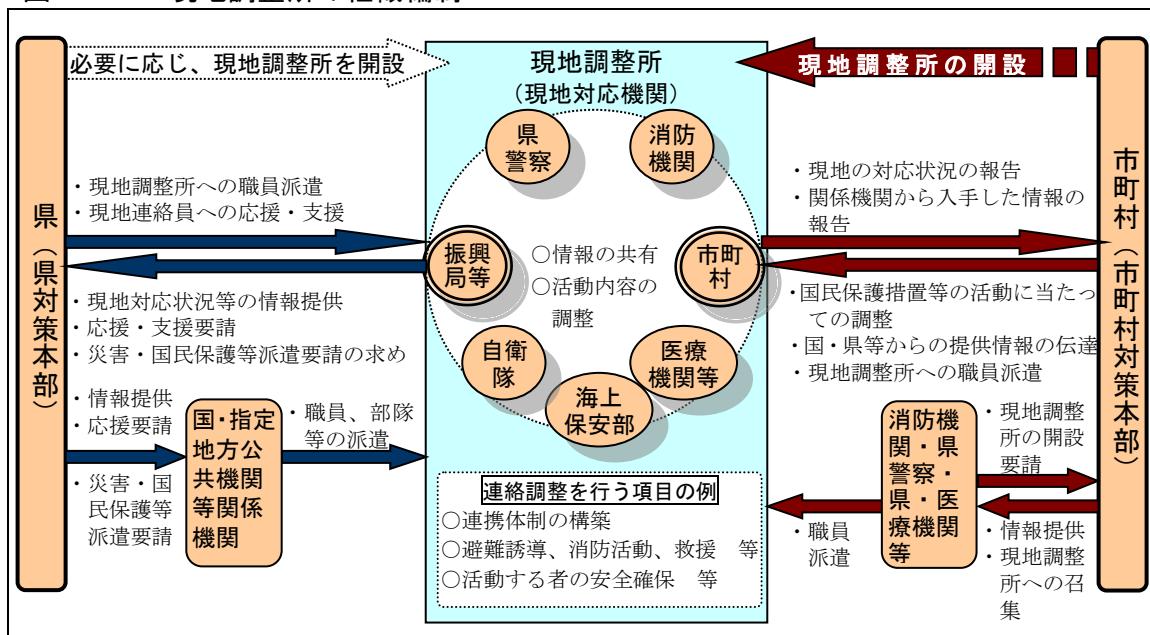 必要に応じ、現地調整所を開設
現地調整所
(現地対応機関)
現地調整所の開設
県(県対策本部)
市町村(市町村対策本部)
県
警察
消防
機関
振興
局等
市町
村
自衛
隊
医療
機関等
海上
保安部
○情報の共有
○活動内容の
調整
・現地調整所への職員派遣
・現地連絡員への応援・支援
・現地対応状況等の情報提供
・応援・支援要請
・災害・国民保護等派遣要請の求め
・情報提供
・応援要請
・災害・国
民保護等
派遣要請
国・指定
地方公
共機関
等関係
機関
・職員、部隊
等の派遣
連絡調整を行う項目の例
○連携体制の構築
○避難誘導、消防活動、救援 等
○活動する者の安全確保 等
・現地の対応状況の報告
・関係機関から入手した情報の
報告
・国民保護措置等の活動に当たっ
ての調整
・国・県等からの提供情報の伝達
・現地調整所への職員派遣
消防機
関・県
警察・
県・医
療機関
等
・現地調整
所の開設
要請
・職員
派遣
・情報提供
・現地調整
所への召
集